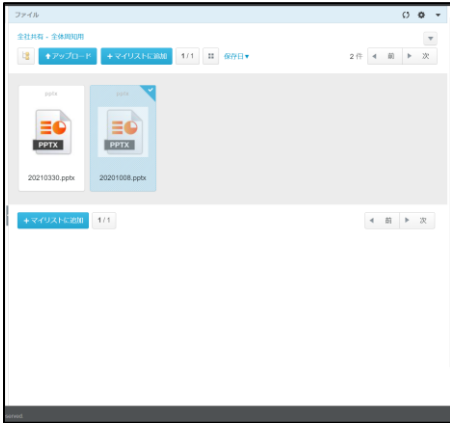 ファイル
全社共有 - 全体周知用
アップロード +マイリストに追加 1 / 1 保存日▼ 2 件 ◀ 前 ▶ 次
pptx pptx
PPTX PPTX
20210330.pptx 20201008.pptx
+マイリストに追加 1 / 1 ◀ 前 ▶ 次